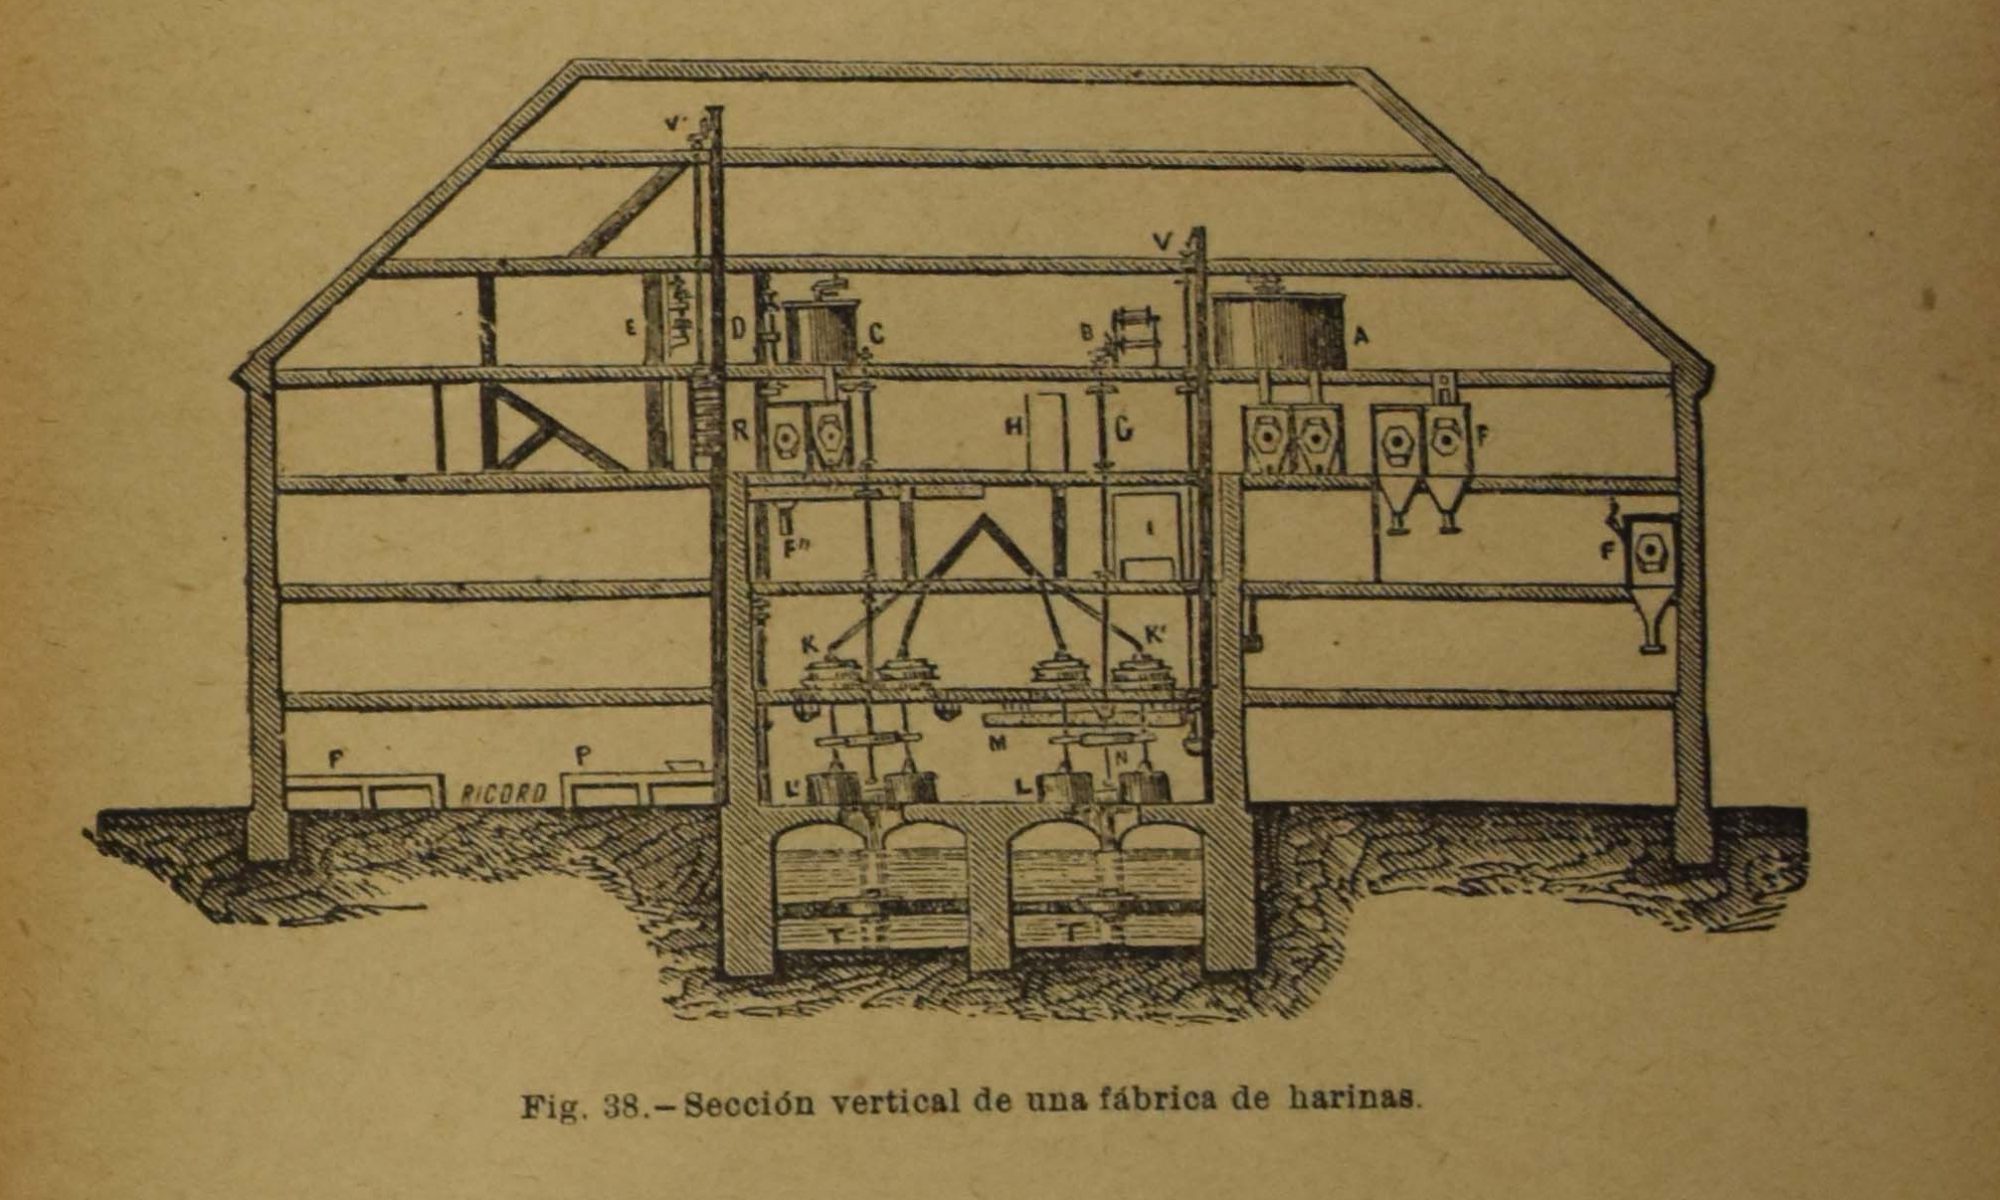 V'
V
E
D
C
B
A
R
H
G
F
F''
I
F
K
K'
M
N
P
P
RICORD
L'
L
T
T
Fig. 38.—Sección vertical de una fábrica de harinas.